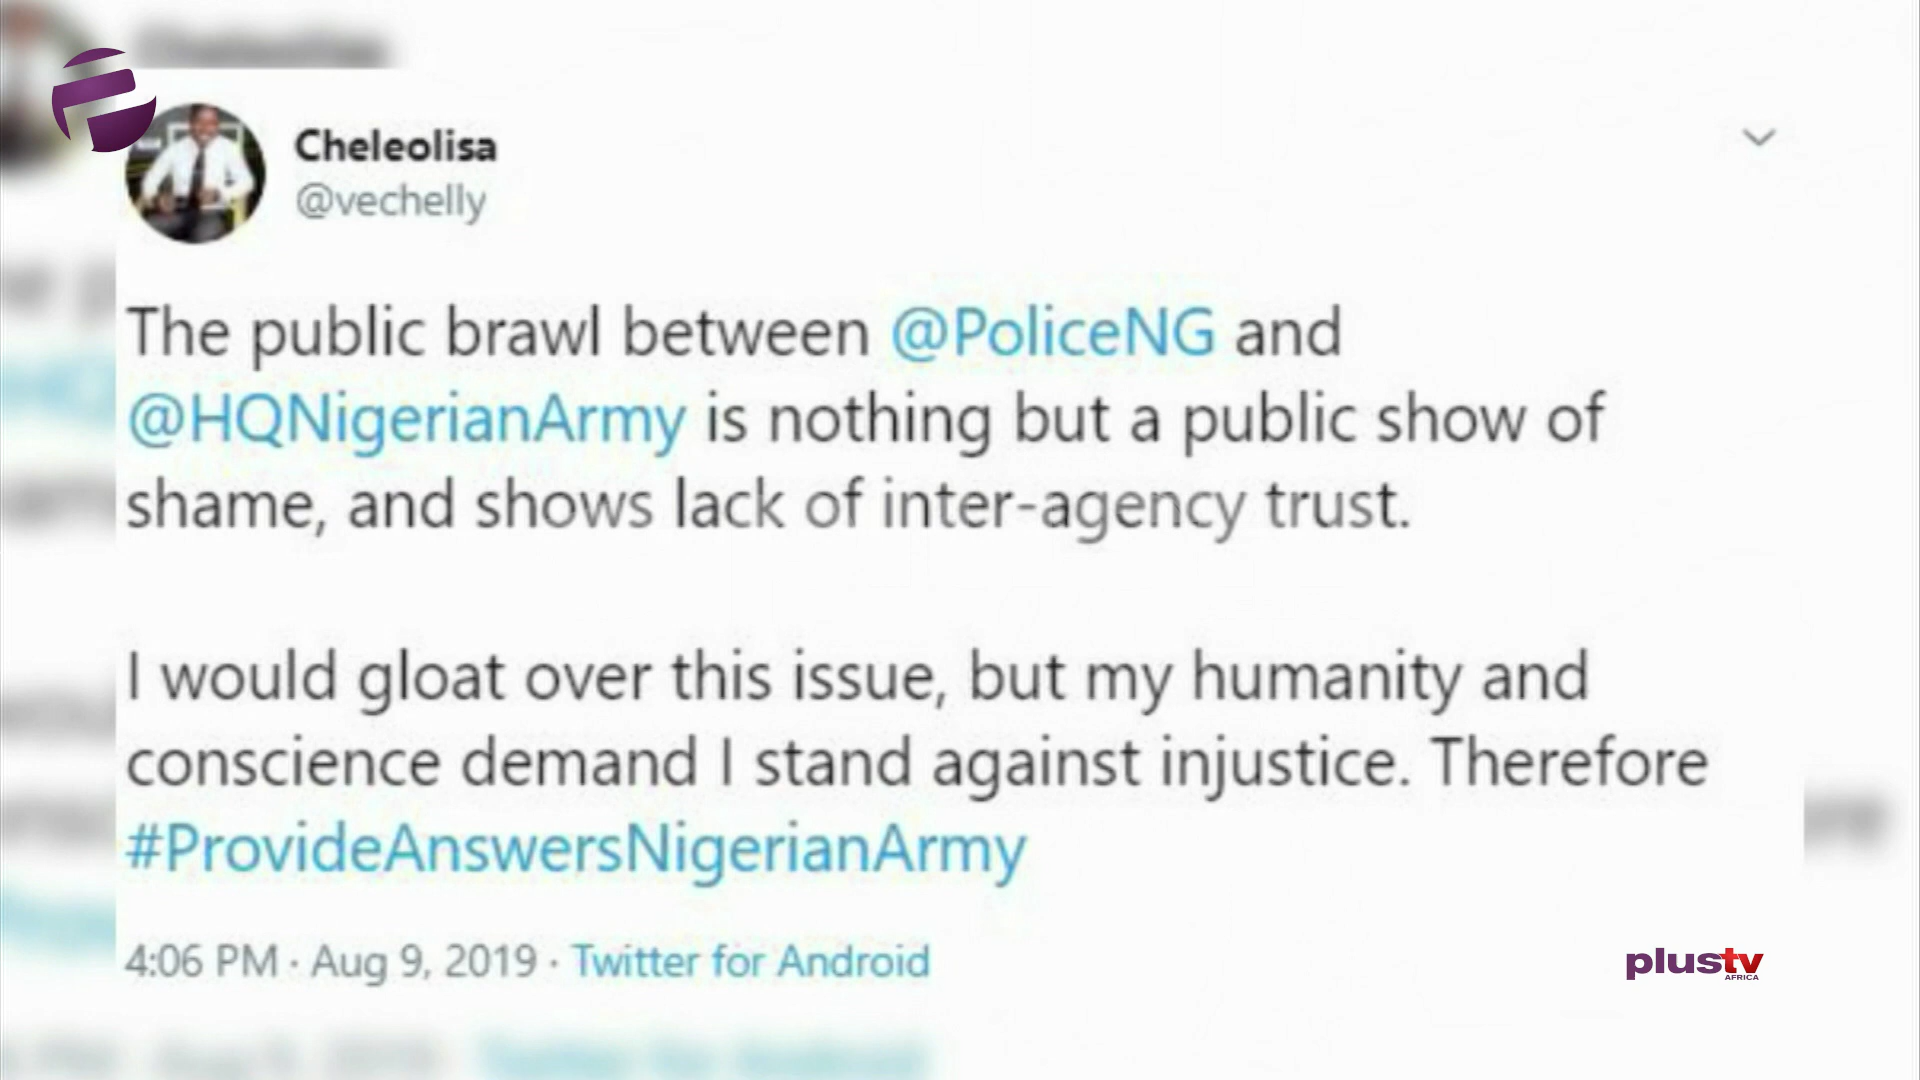 Cheleolisa
@vechelly
The public brawl between @PoliceNG and
@HQNigerianArmy is nothing but a public show of
shame, and shows lack of inter-agency trust.
I would gloat over this issue, but my humanity and
conscience demand I stand against injustice. Therefore
#ProvideAnswersNigerianArmy
4:06 PM · Aug 9, 2019 · Twitter for Android
plustv
AFRICA